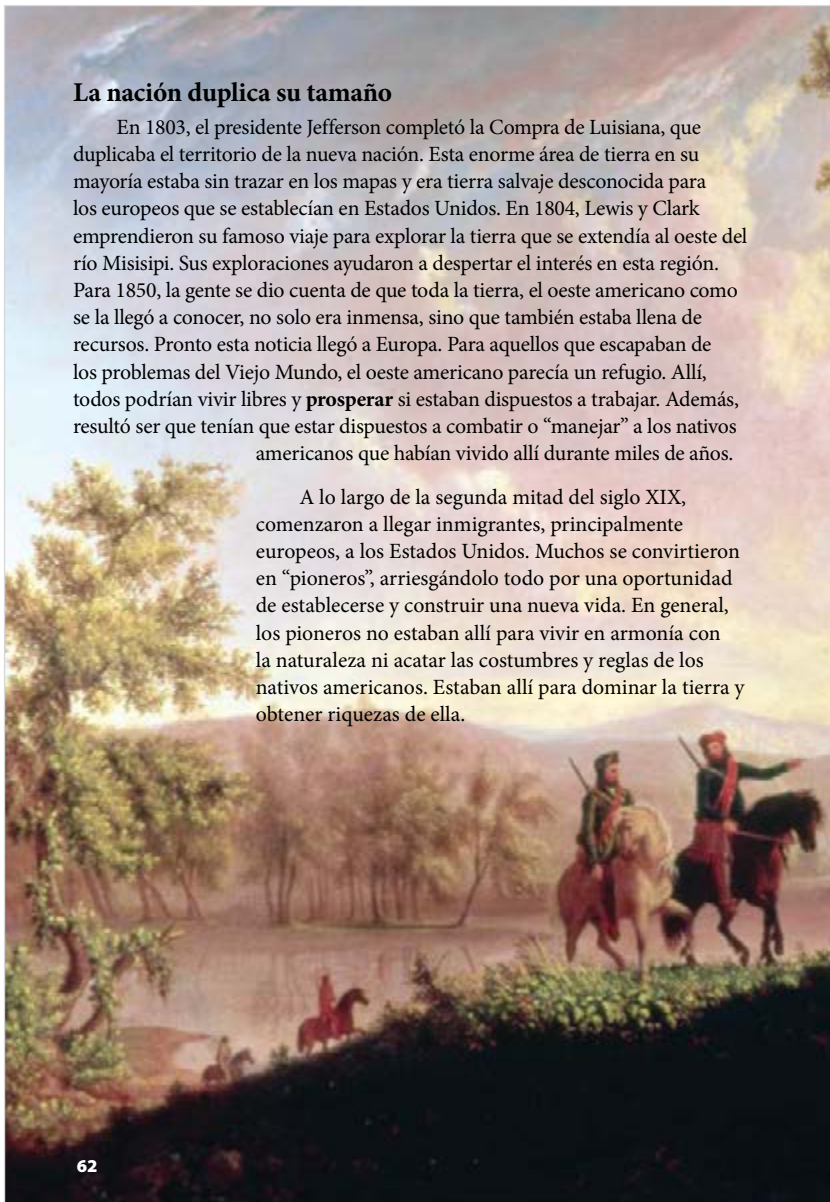 La nación duplica su tamaño
En 1803, el presidente Jefferson completó la Compra de Luisiana, que
duplicaba el territorio de la nueva nación. Esta enorme área de tierra en su
mayoría estaba sin trazar en los mapas y era tierra salvaje desconocida para
los europeos que se establecían en Estados Unidos. En 1804, Lewis y Clark
emprendieron su famoso viaje para explorar la tierra que se extendía al oeste del
río Misisipi. Sus exploraciones ayudaron a despertar el interés en esta región.
Para 1850, la gente se dio cuenta de que toda la tierra, el oeste americano como
se la llegó a conocer, no solo era inmensa, sino que también estaba llena de
recursos. Pronto esta noticia llegó a Europa. Para aquellos que escapaban de
los problemas del Viejo Mundo, el oeste americano parecía un refugio. Allí,
todos podrían vivir libres y prosperar si estaban dispuestos a trabajar. Además,
resultó ser que tenían que estar dispuestos a combatir o “manejar” a los nativos
americanos que habían vivido allí durante miles de años.
A lo largo de la segunda mitad del siglo XIX,
comenzaron a llegar inmigrantes, principalmente
europeos, a los Estados Unidos. Muchos se convirtieron
en “pioneros”, arriesgándolo todo por una oportunidad
de establecerse y construir una nueva vida. En general,
los pioneros no estaban allí para vivir en armonía con
la naturaleza ni acatar las costumbres y reglas de los
nativos americanos. Estaban allí para dominar la tierra y
obtener riquezas de ella.
62